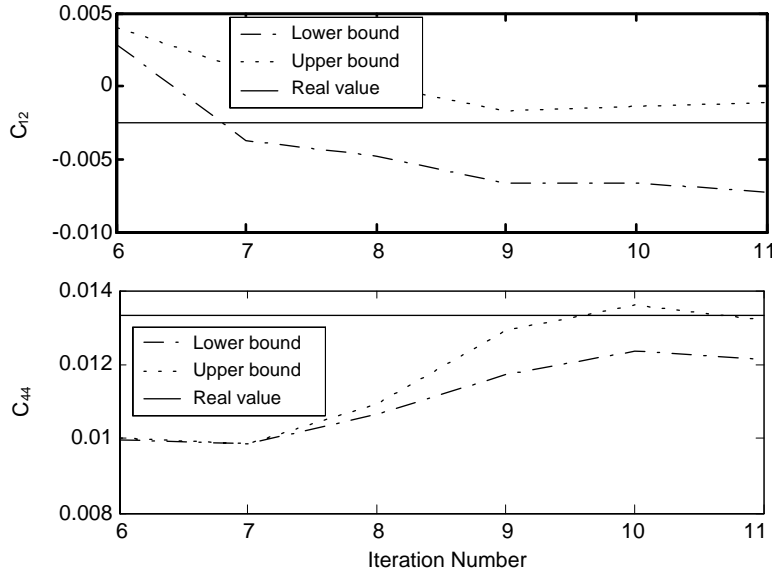 0.005
0
-0.005
-0.010
C12
Lower bound
Upper bound
Real value
6 7 8 9 10 11
0.014
0.012
0.01
0.008
C44
Lower bound
Upper bound
Real value
6 7 8 9 10 11
Iteration Number